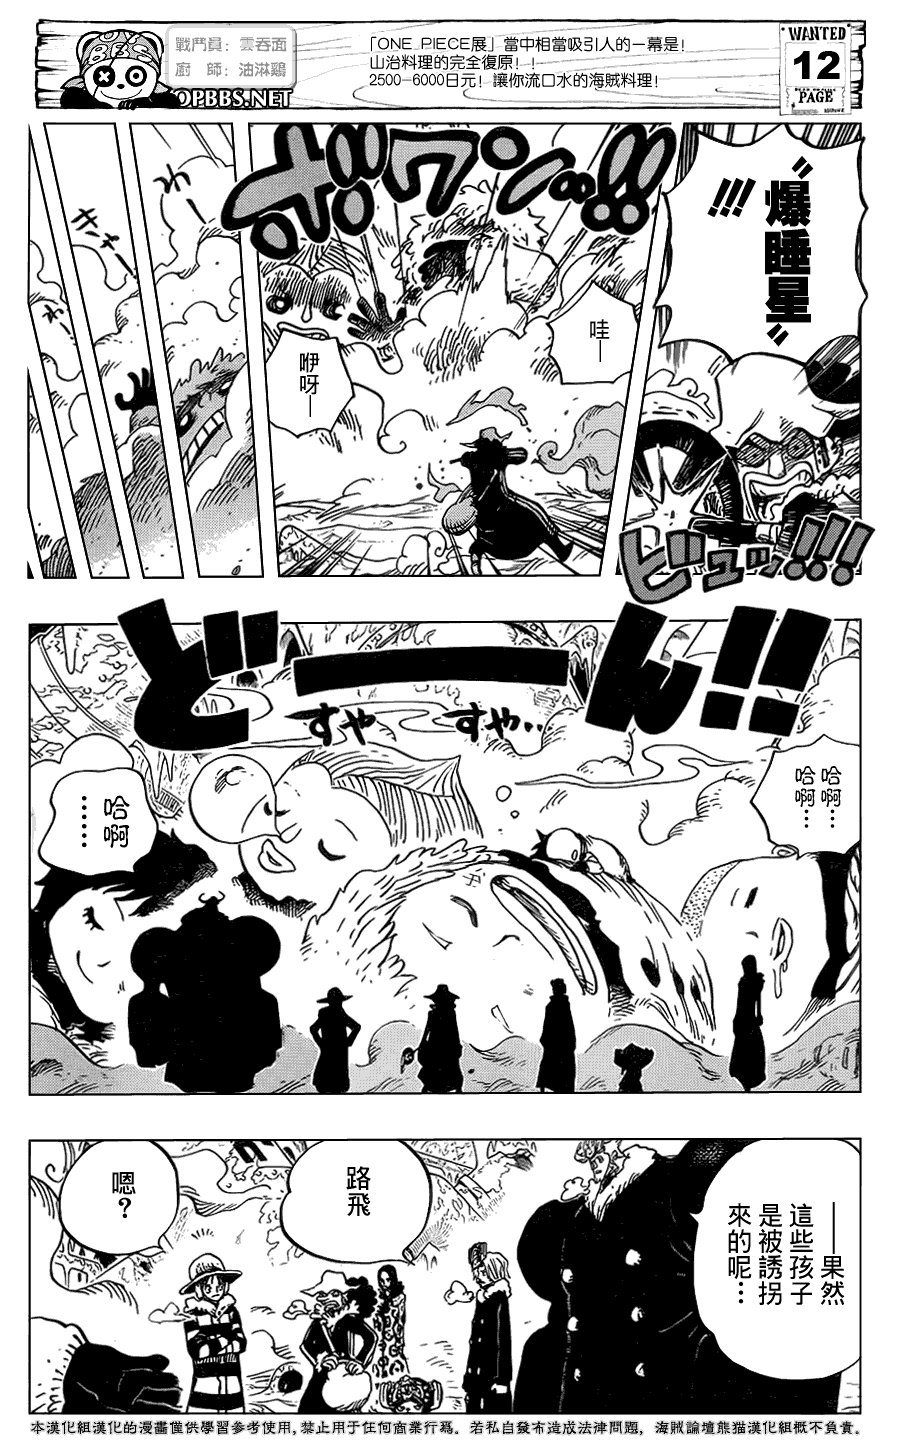 BBS
戰鬥員：雲吞面
廚　師：油淋鷄
OPBBS.NET
「ONE PIECE展」當中相當吸引人的一幕是！
山治料理的完全復原！！
2500-6000日元！讓你流口水的海賊料理！
WANTED
12
PAGE
"爆睡星"
!!!
ビュッ!!!
ボワン…!!
哇—
咿呀—
わー
きゃー
わー
どーーん!!
すや
すや…
哈啊…
哈啊…
哈啊
……
——果然
這些孩子
是被誘拐
來的呢…
路飛
嗯？
本漢化組漢化的漫畫僅供學習參考使用,禁止用于任何商業行爲。若私自發布造成法律問題，海賊論壇熊猫漢化組概不負責。